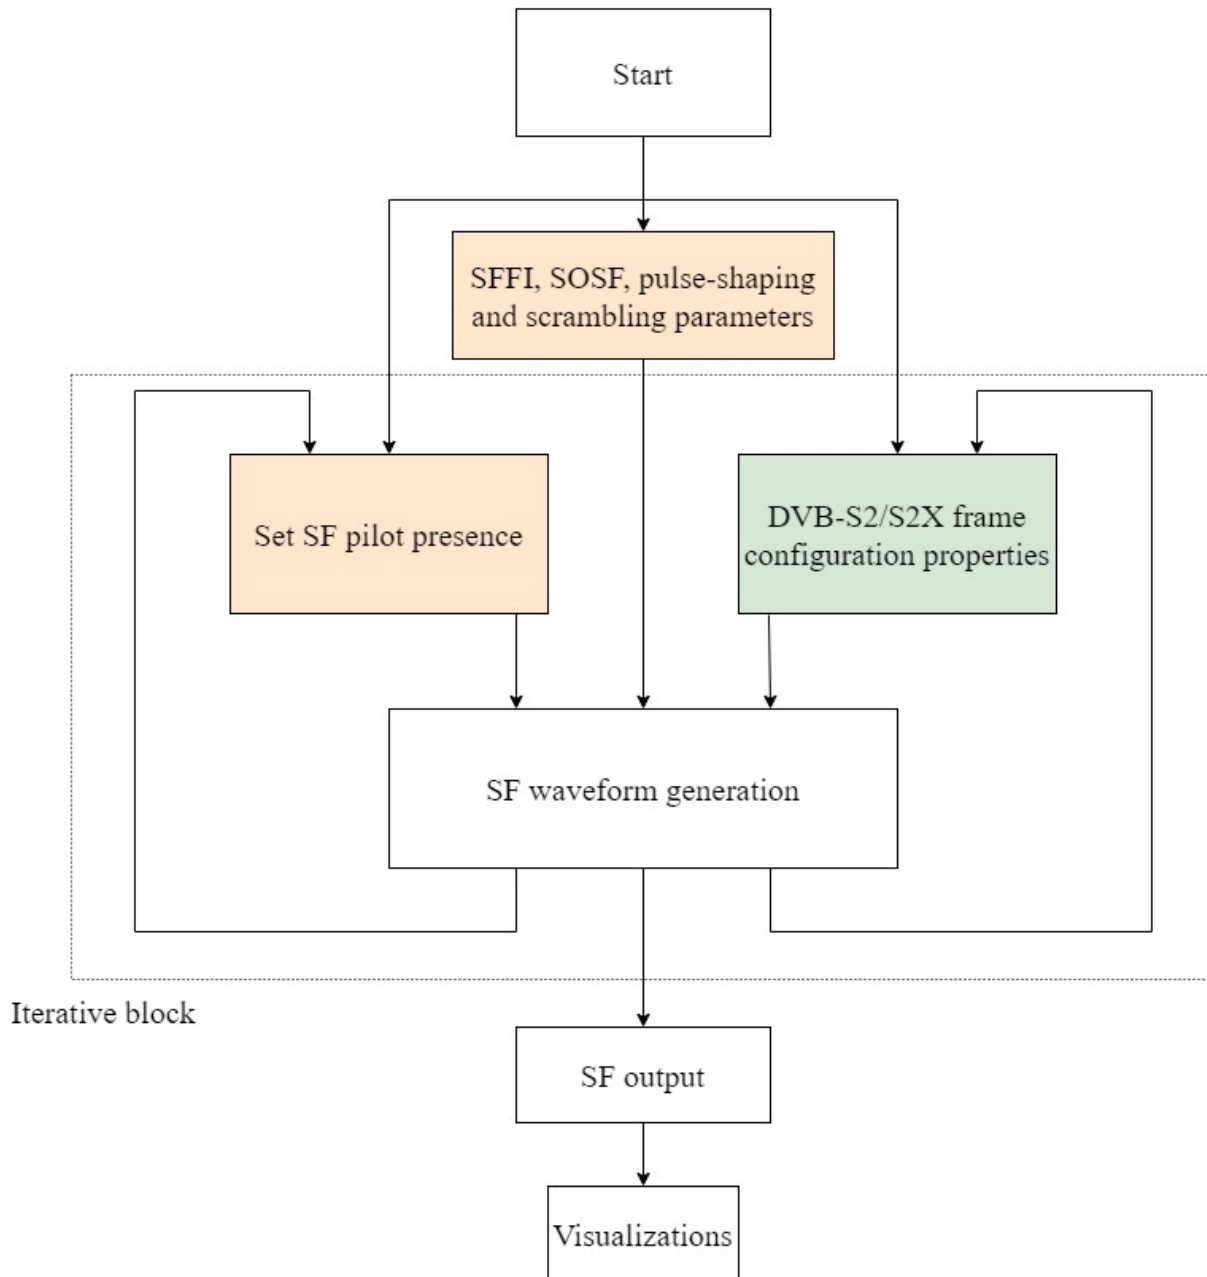 Start
SFFI, SOSF, pulse-shaping
and scrambling parameters
Set SF pilot presence
DVB-S2/S2X frame
configuration properties
SF waveform generation
Iterative block
SF output
Visualizations